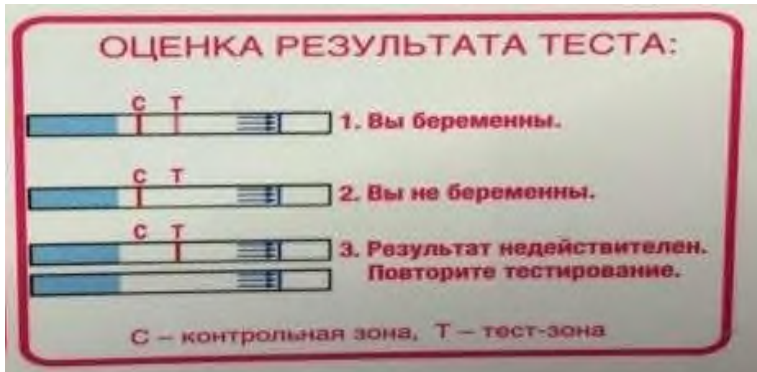 ОЦЕНКА РЕЗУЛЬТАТА ТЕСТА:
C T
1. Вы беременны.
C T
2. Вы не беременны.
C T
3. Результат недействителен.
Повторите тестирование.
C – контрольная зона, T – тест-зона